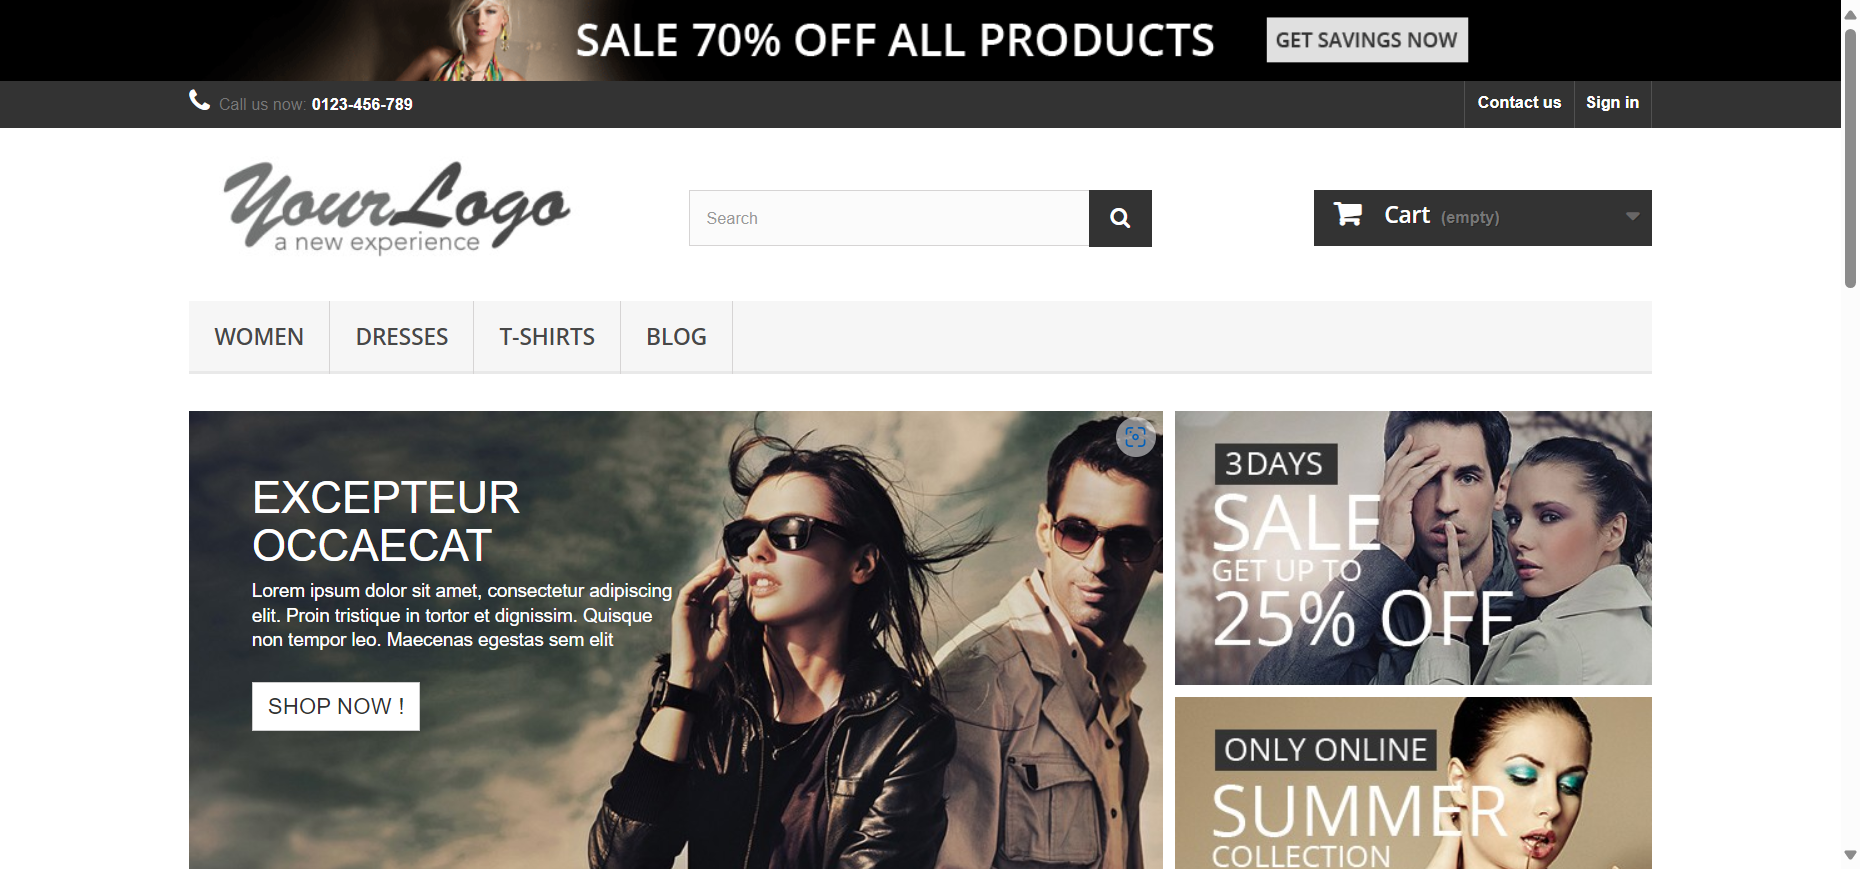 SALE 70% OFF ALL PRODUCTS
GET SAVINGS NOW
Call us now: 0123-456-789
Contact us
Sign in
YourLogo
a new experience
Search
Cart (empty)
WOMEN
DRESSES
T-SHIRTS
BLOG
EXCEPTEUR
OCCAECAT
Lorem ipsum dolor sit amet, consectetur adipiscing
elit. Proin tristique in tortor et dignissim. Quisque
non tempor leo. Maecenas egestas sem elit
SHOP NOW !
3 DAYS
SALE
GET UP TO
25% OFF
ONLY ONLINE
SUMMER
COLLECTION